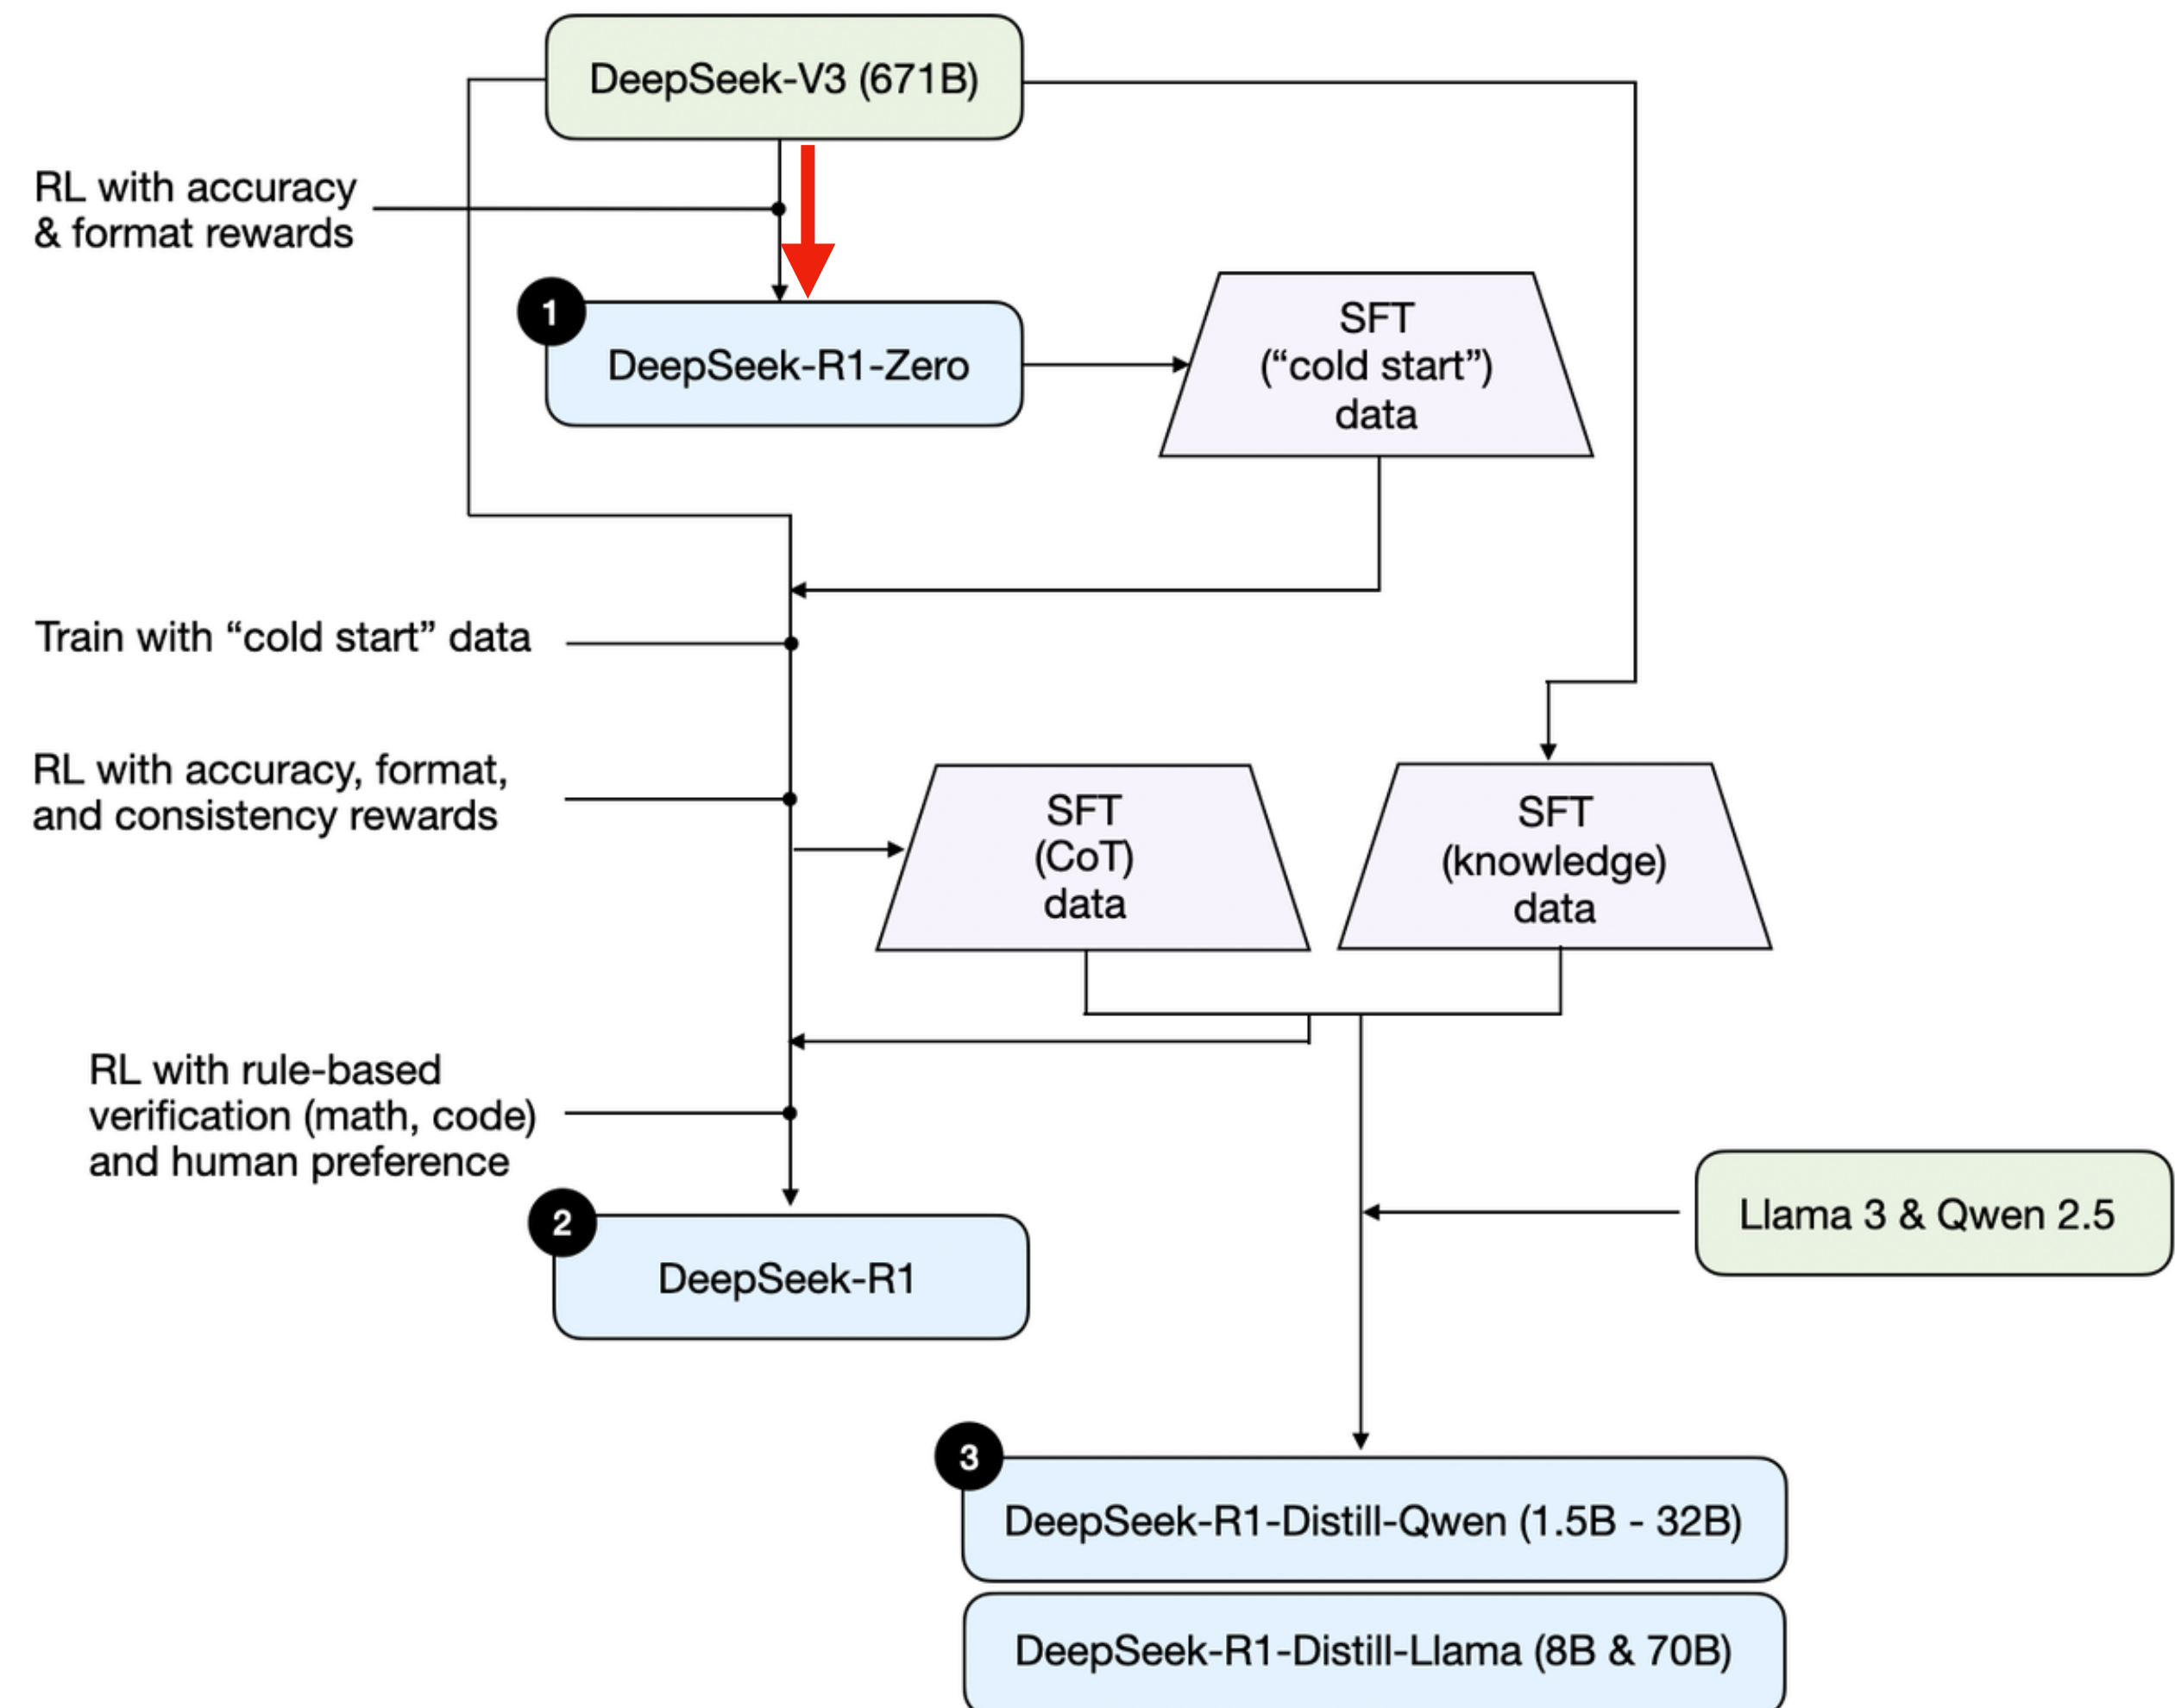 DeepSeek-V3 (671B)
RL with accuracy
& format rewards
1
DeepSeek-R1-Zero
SFT
(“cold start”)
data
Train with “cold start” data
RL with accuracy, format,
and consistency rewards
SFT
(CoT)
data
SFT
(knowledge)
data
RL with rule-based
verification (math, code)
and human preference
Llama 3 & Qwen 2.5
2
DeepSeek-R1
3
DeepSeek-R1-Distill-Qwen (1.5B - 32B)
DeepSeek-R1-Distill-Llama (8B & 70B)